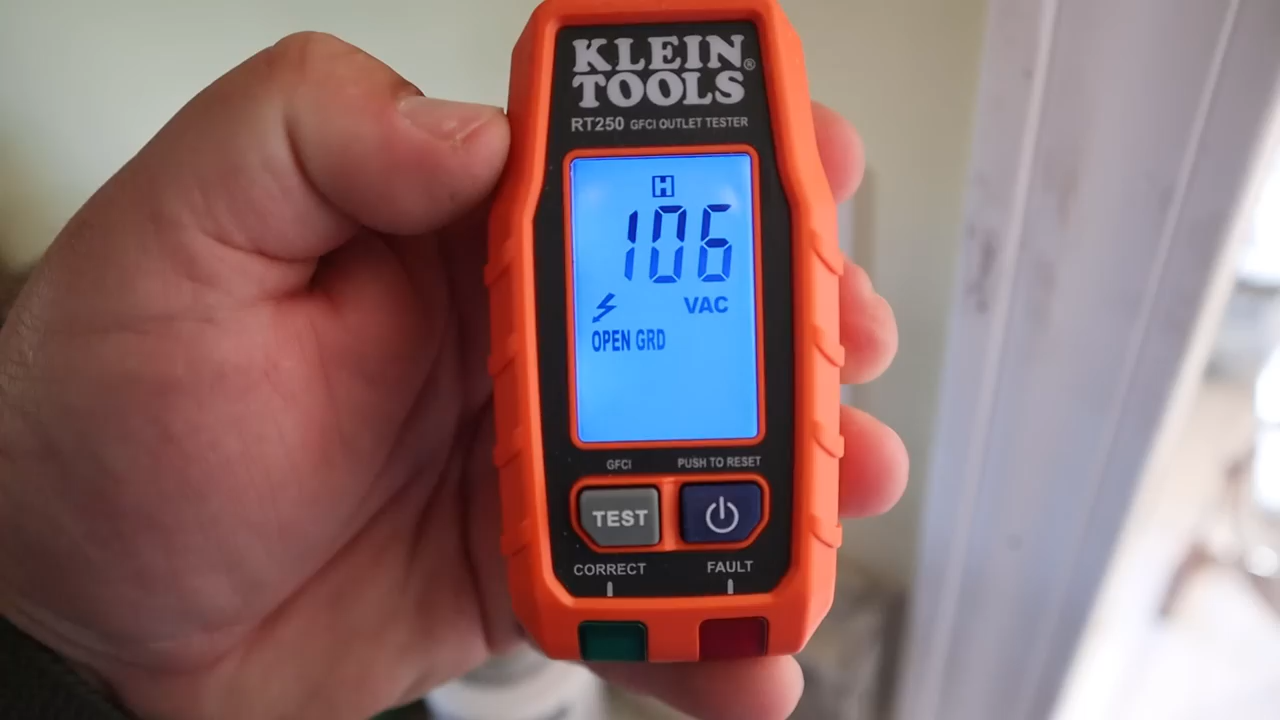 KLEIN
TOOLS®
RT250 GFCI OUTLET TESTER
H
106
VAC
OPEN GRD
GFCI PUSH TO RESET
TEST
CORRECT FAULT